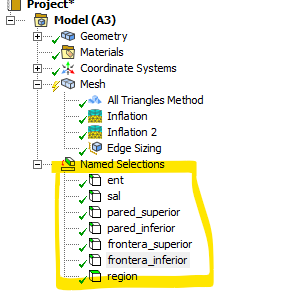 Project*
Model (A3)
Geometry
Materials
Coordinate Systems
Mesh
All Triangles Method
Inflation
Inflation 2
Edge Sizing
Named Selections
ent
sal
pared_superior
pared_inferior
frontera_superior
frontera_inferior
region